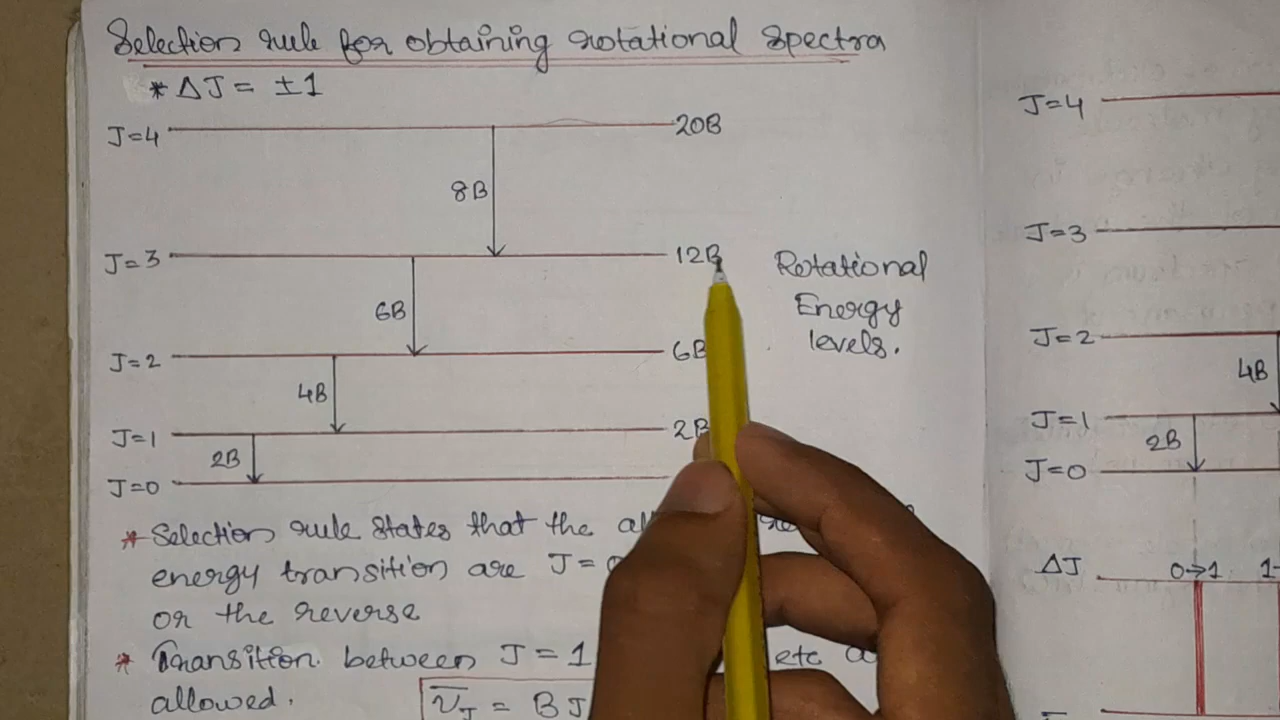 Selection rule for obtaining rotational spectra
* ΔJ = ±1
J=4 20B
8B
J=3 12B
6B
J=2 6B
4B
J=1 2B
2B
J=0
Rotational
Energy
levels.
* Selection rule states that the
energy transition are J=
or the reverse
* Transition between J = 1 etc
allowed.
ν̅J = BJ
J=4
J=3
J=2
4B
J=1
2B
J=0
ΔJ 0→1